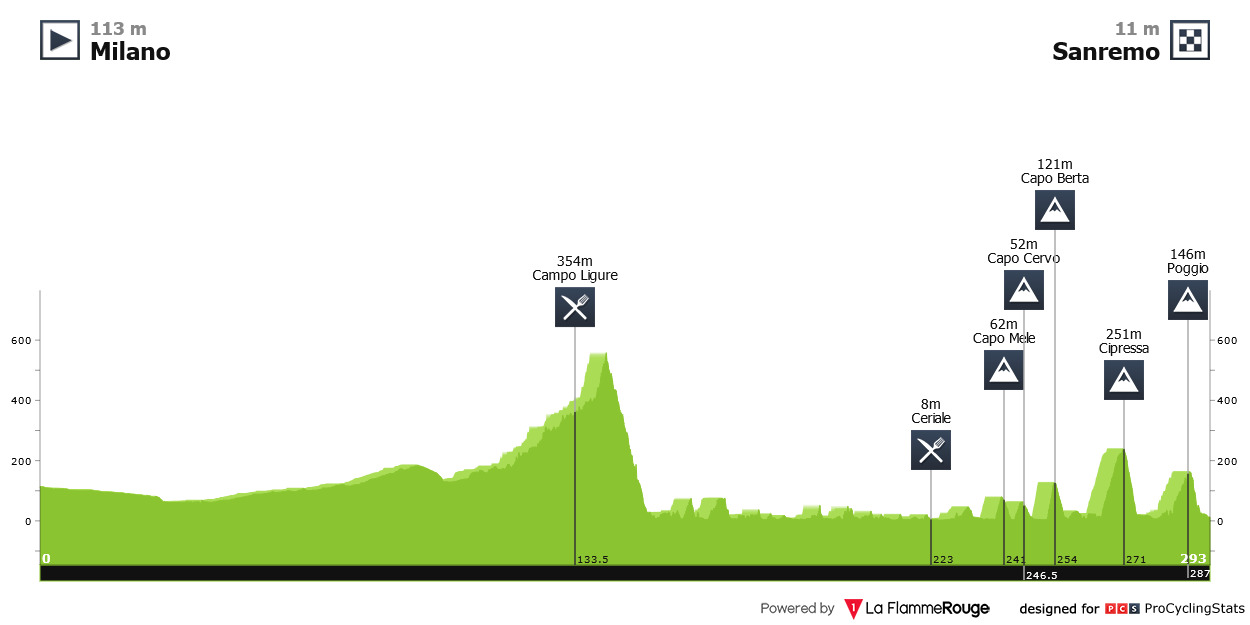 113 m
Milano
11 m
Sanremo
121m
Capo Berta
52m
Capo Cervo
146m
Poggio
354m
Campo Ligure
62m
Capo Mele
251m
Cipressa
8m
Ceriale
600 600
400 400
200 200
0 0
0 133.5 223 241 254 271 293
246.5 287
Powered by 1 La FlammeRouge designed for PCS ProCyclingStats